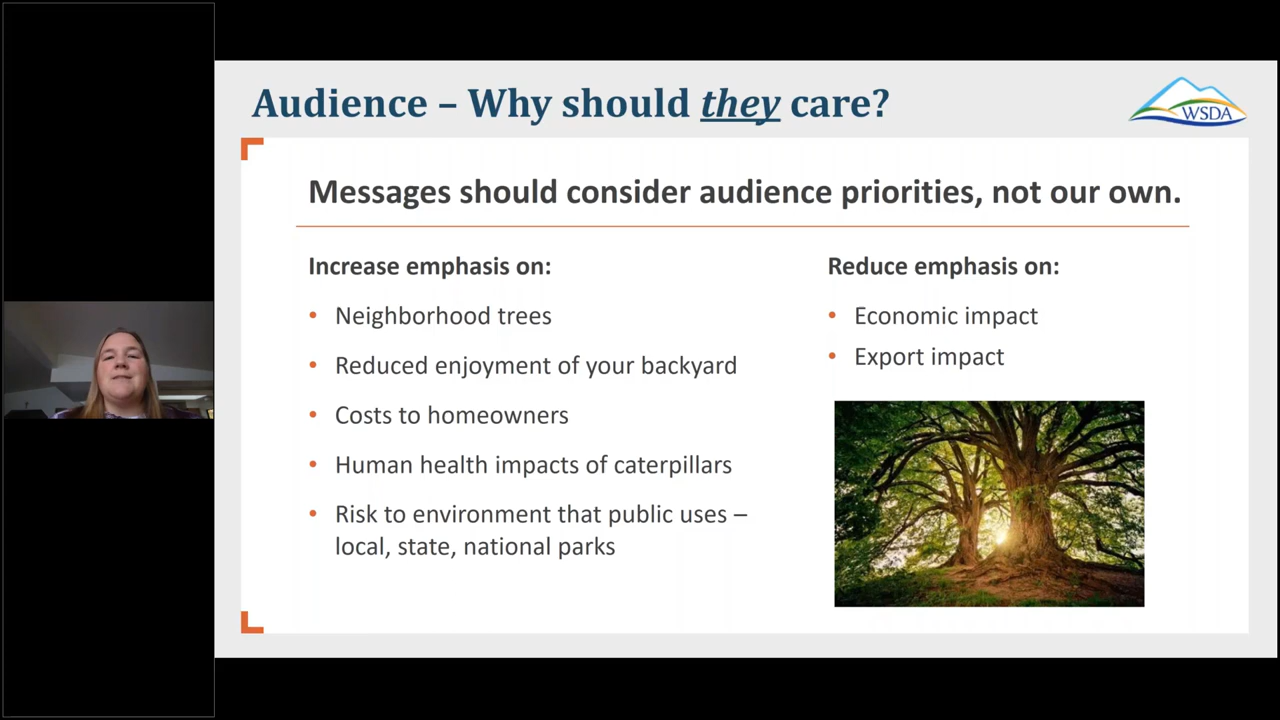 Audience – Why should they care?
WSDA
Messages should consider audience priorities, not our own.
Increase emphasis on:
• Neighborhood trees
• Reduced enjoyment of your backyard
• Costs to homeowners
• Human health impacts of caterpillars
• Risk to environment that public uses –
local, state, national parks
Reduce emphasis on:
• Economic impact
• Export impact